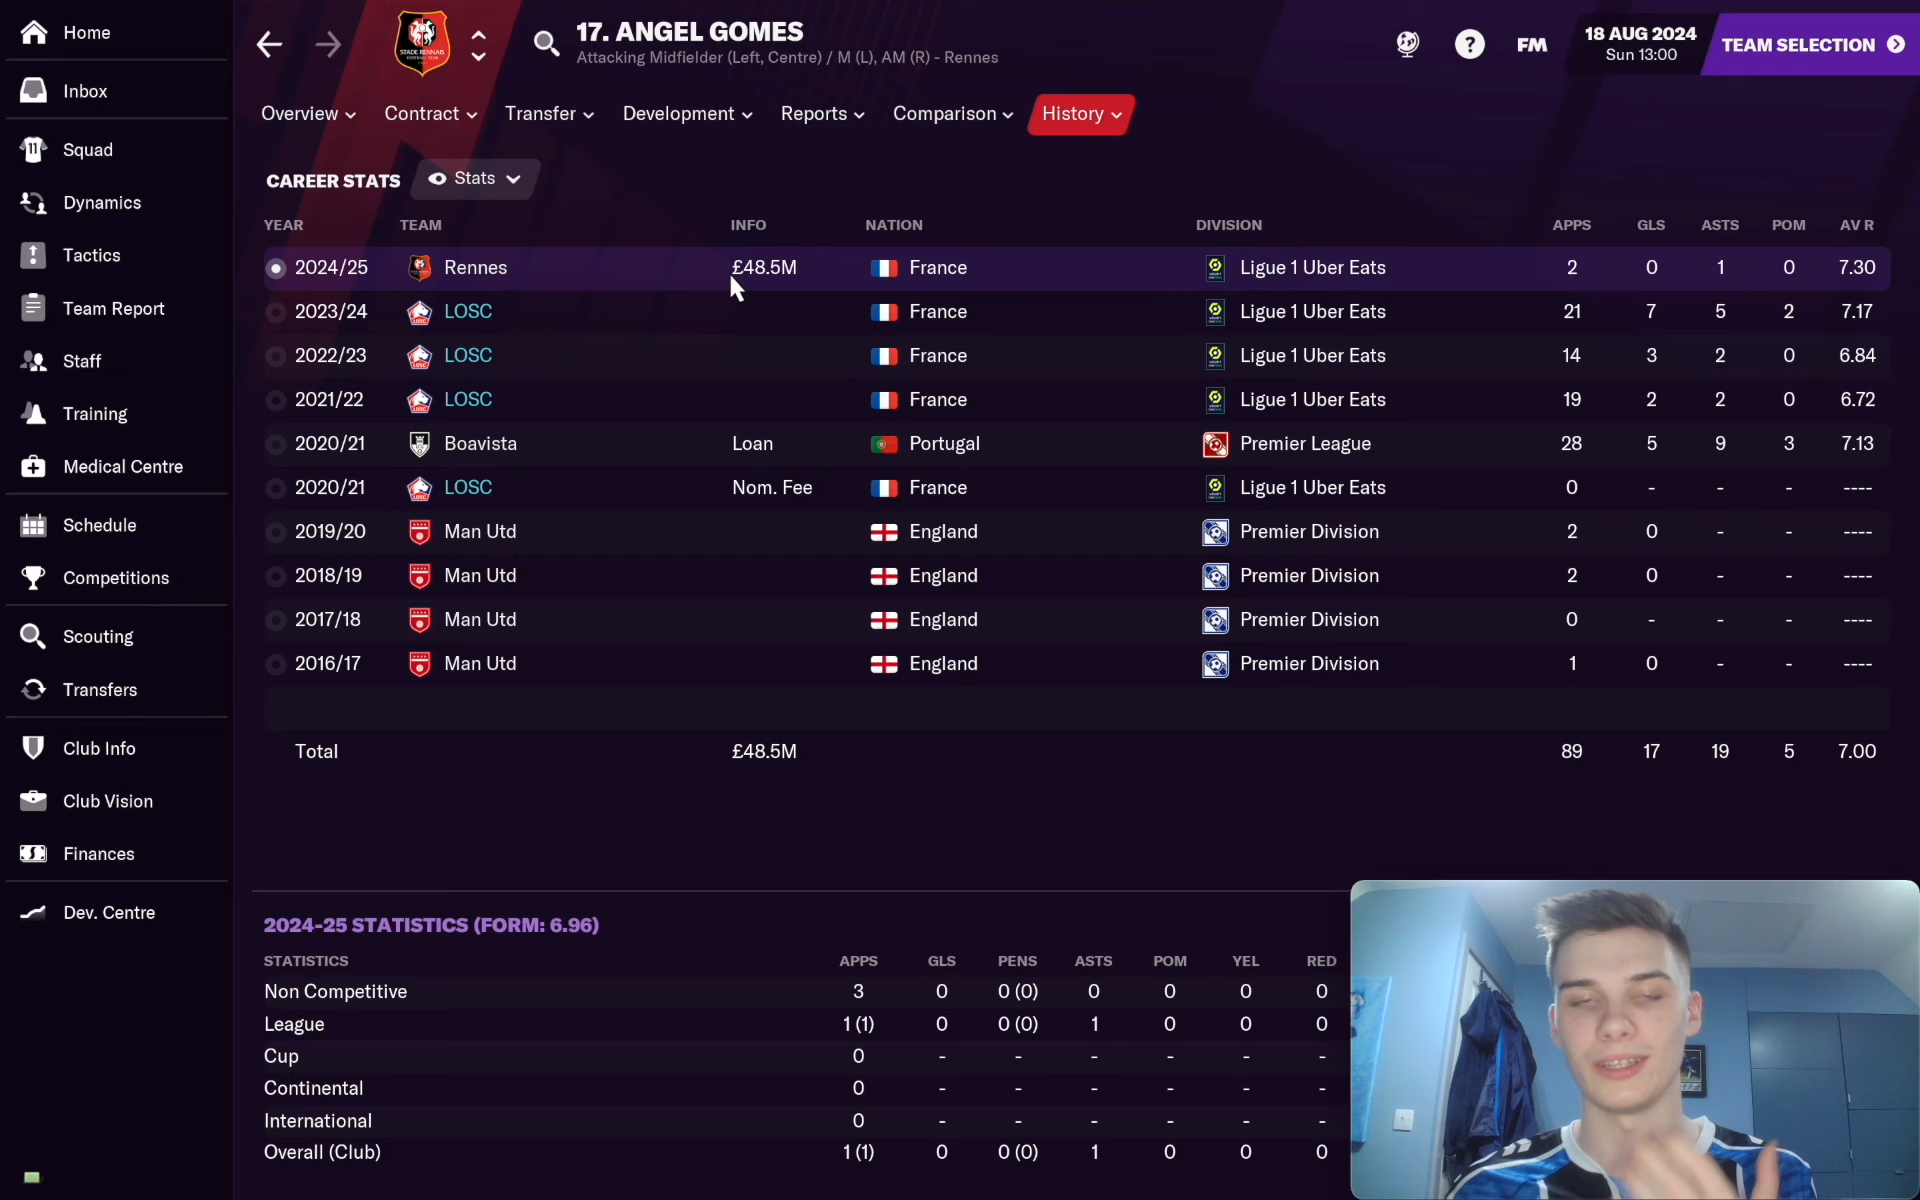 Home
Inbox
Squad
Dynamics
Tactics
Team Report
Staff
Training
Medical Centre
Schedule
Competitions
Scouting
Transfers
Club Info
Club Vision
Finances
Dev. Centre
STADE RENNAIS
FOOTBALL CLUB
17. ANGEL GOMES
Attacking Midfielder (Left, Centre) / M (L), AM (R) - Rennes
FM
18 AUG 2024
Sun 13:00
TEAM SELECTION
Overview Contract Transfer Development Reports Comparison History
CAREER STATS Stats
YEAR TEAM INFO NATION DIVISION APPS GLS ASTS POM AV R
2024/25 Rennes £48.5M France Ligue 1 Uber Eats 2 0 1 0 7.30
2023/24 LOSC France Ligue 1 Uber Eats 21 7 5 2 7.17
2022/23 LOSC France Ligue 1 Uber Eats 14 3 2 0 6.84
2021/22 LOSC France Ligue 1 Uber Eats 19 2 2 0 6.72
2020/21 Boavista Loan Portugal Premier League 28 5 9 3 7.13
2020/21 LOSC Nom. Fee France Ligue 1 Uber Eats 0 - - - ----
2019/20 Man Utd England Premier Division 2 0 - - ----
2018/19 Man Utd England Premier Division 2 0 - - ----
2017/18 Man Utd England Premier Division 0 - - - ----
2016/17 Man Utd England Premier Division 1 0 - - ----
Total £48.5M 89 17 19 5 7.00
2024-25 STATISTICS (FORM: 6.96)
STATISTICS APPS GLS PENS ASTS POM YEL RED
Non Competitive 3 0 0 (0) 0 0 0 0
League 1 (1) 0 0 (0) 1 0 0 0
Cup 0 - - - - - -
Continental 0 - - - - - -
International 0 - - - - - -
Overall (Club) 1 (1) 0 0 (0) 1 0 0 0